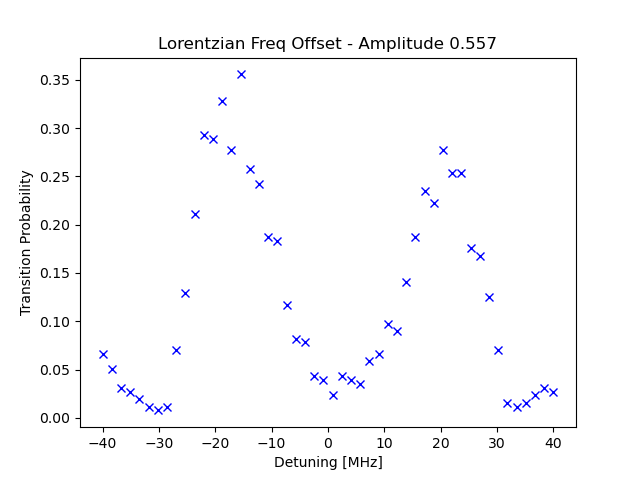 Lorentzian Freq Offset - Amplitude 0.557
0.35
0.30
0.25
0.20
0.15
0.10
0.05
0.00
Transition Probability
−40 −30 −20 −10 0 10 20 30 40
Detuning [MHz]